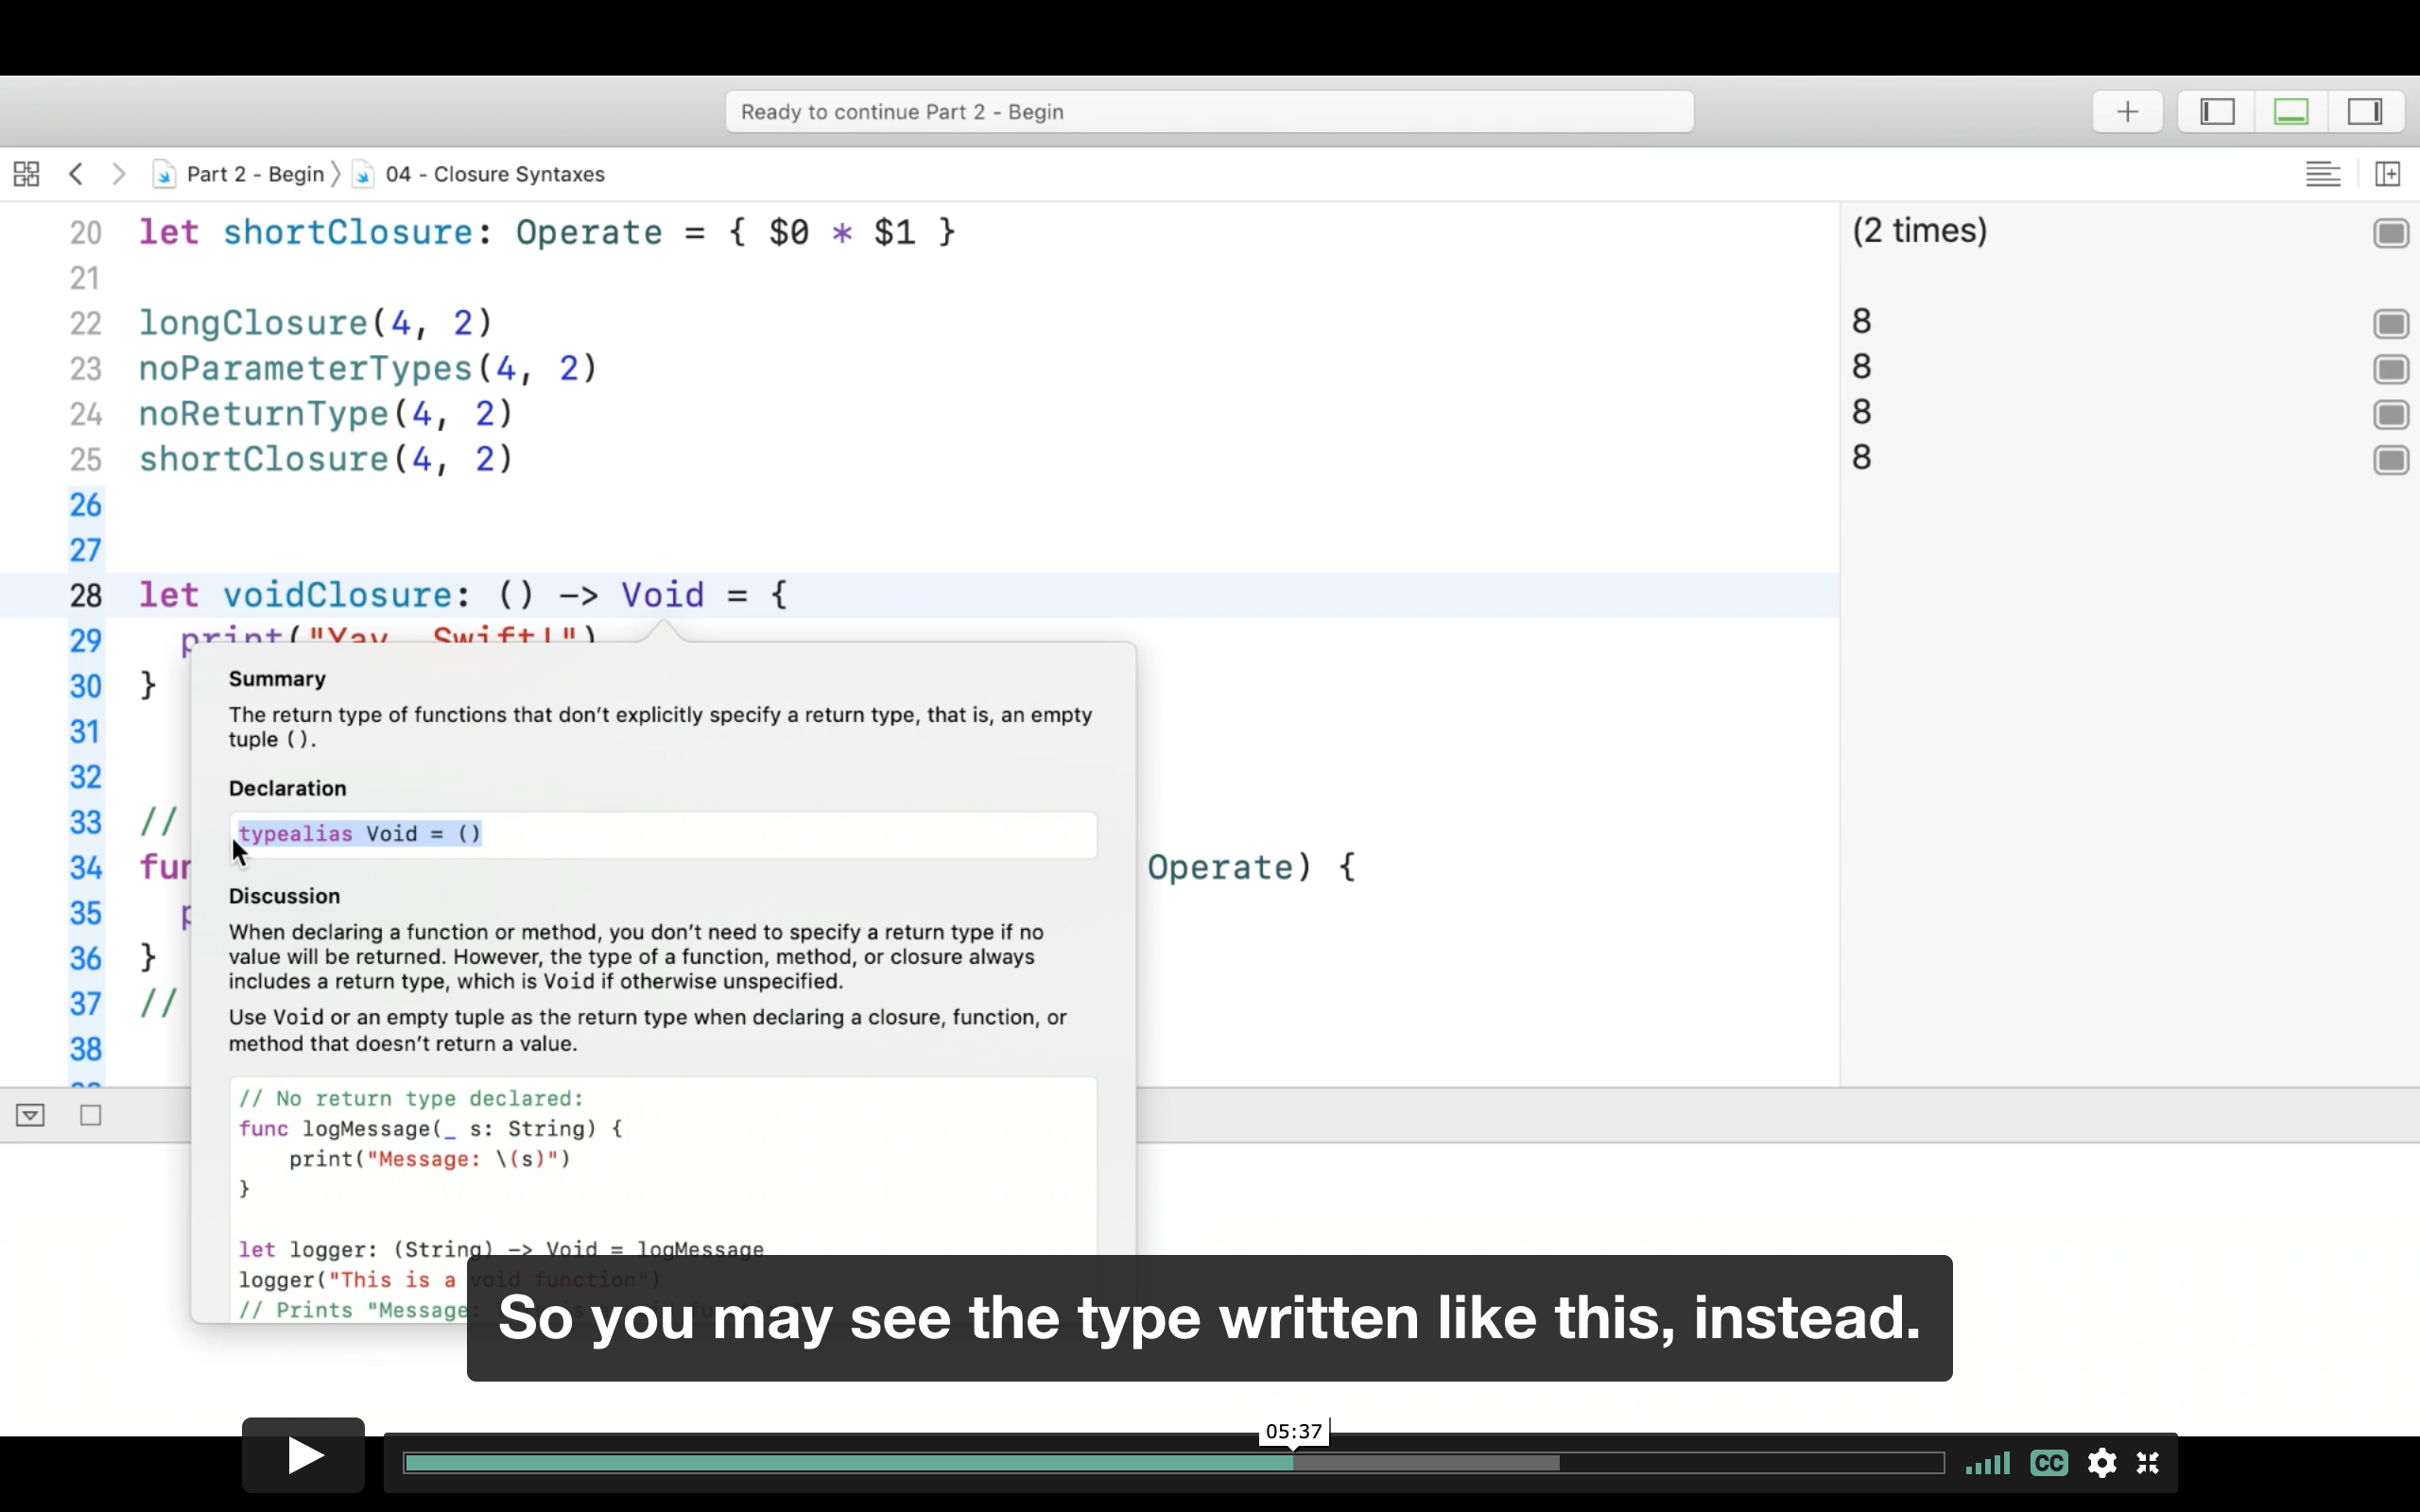 Ready to continue Part 2 - Begin
Part 2 - Begin
04 - Closure Syntaxes
20 let shortClosure: Operate = { $0 * $1 }
(2 times)
21
22 longClosure(4, 2)
8
23 noParameterTypes(4, 2)
8
24 noReturnType(4, 2)
8
25 shortClosure(4, 2)
8
26
27
28 let voidClosure: () -> Void = {
29 print("Yay, Swift!")
30 }
31
32
33 //
34 fun
Operate) {
35 p
36 }
37 //
38
Summary
The return type of functions that don't explicitly specify a return type, that is, an empty
tuple ().
Declaration
typealias Void = ()
Discussion
When declaring a function or method, you don't need to specify a return type if no
value will be returned. However, the type of a function, method, or closure always
includes a return type, which is Void if otherwise unspecified.
Use Void or an empty tuple as the return type when declaring a closure, function, or
method that doesn't return a value.
// No return type declared:
func logMessage(_ s: String) {
print("Message: \(s)")
}
let logger: (String) -> Void = logMessage
logger("This is a void function")
// Prints "Message:
So you may see the type written like this, instead.
05:37
CC